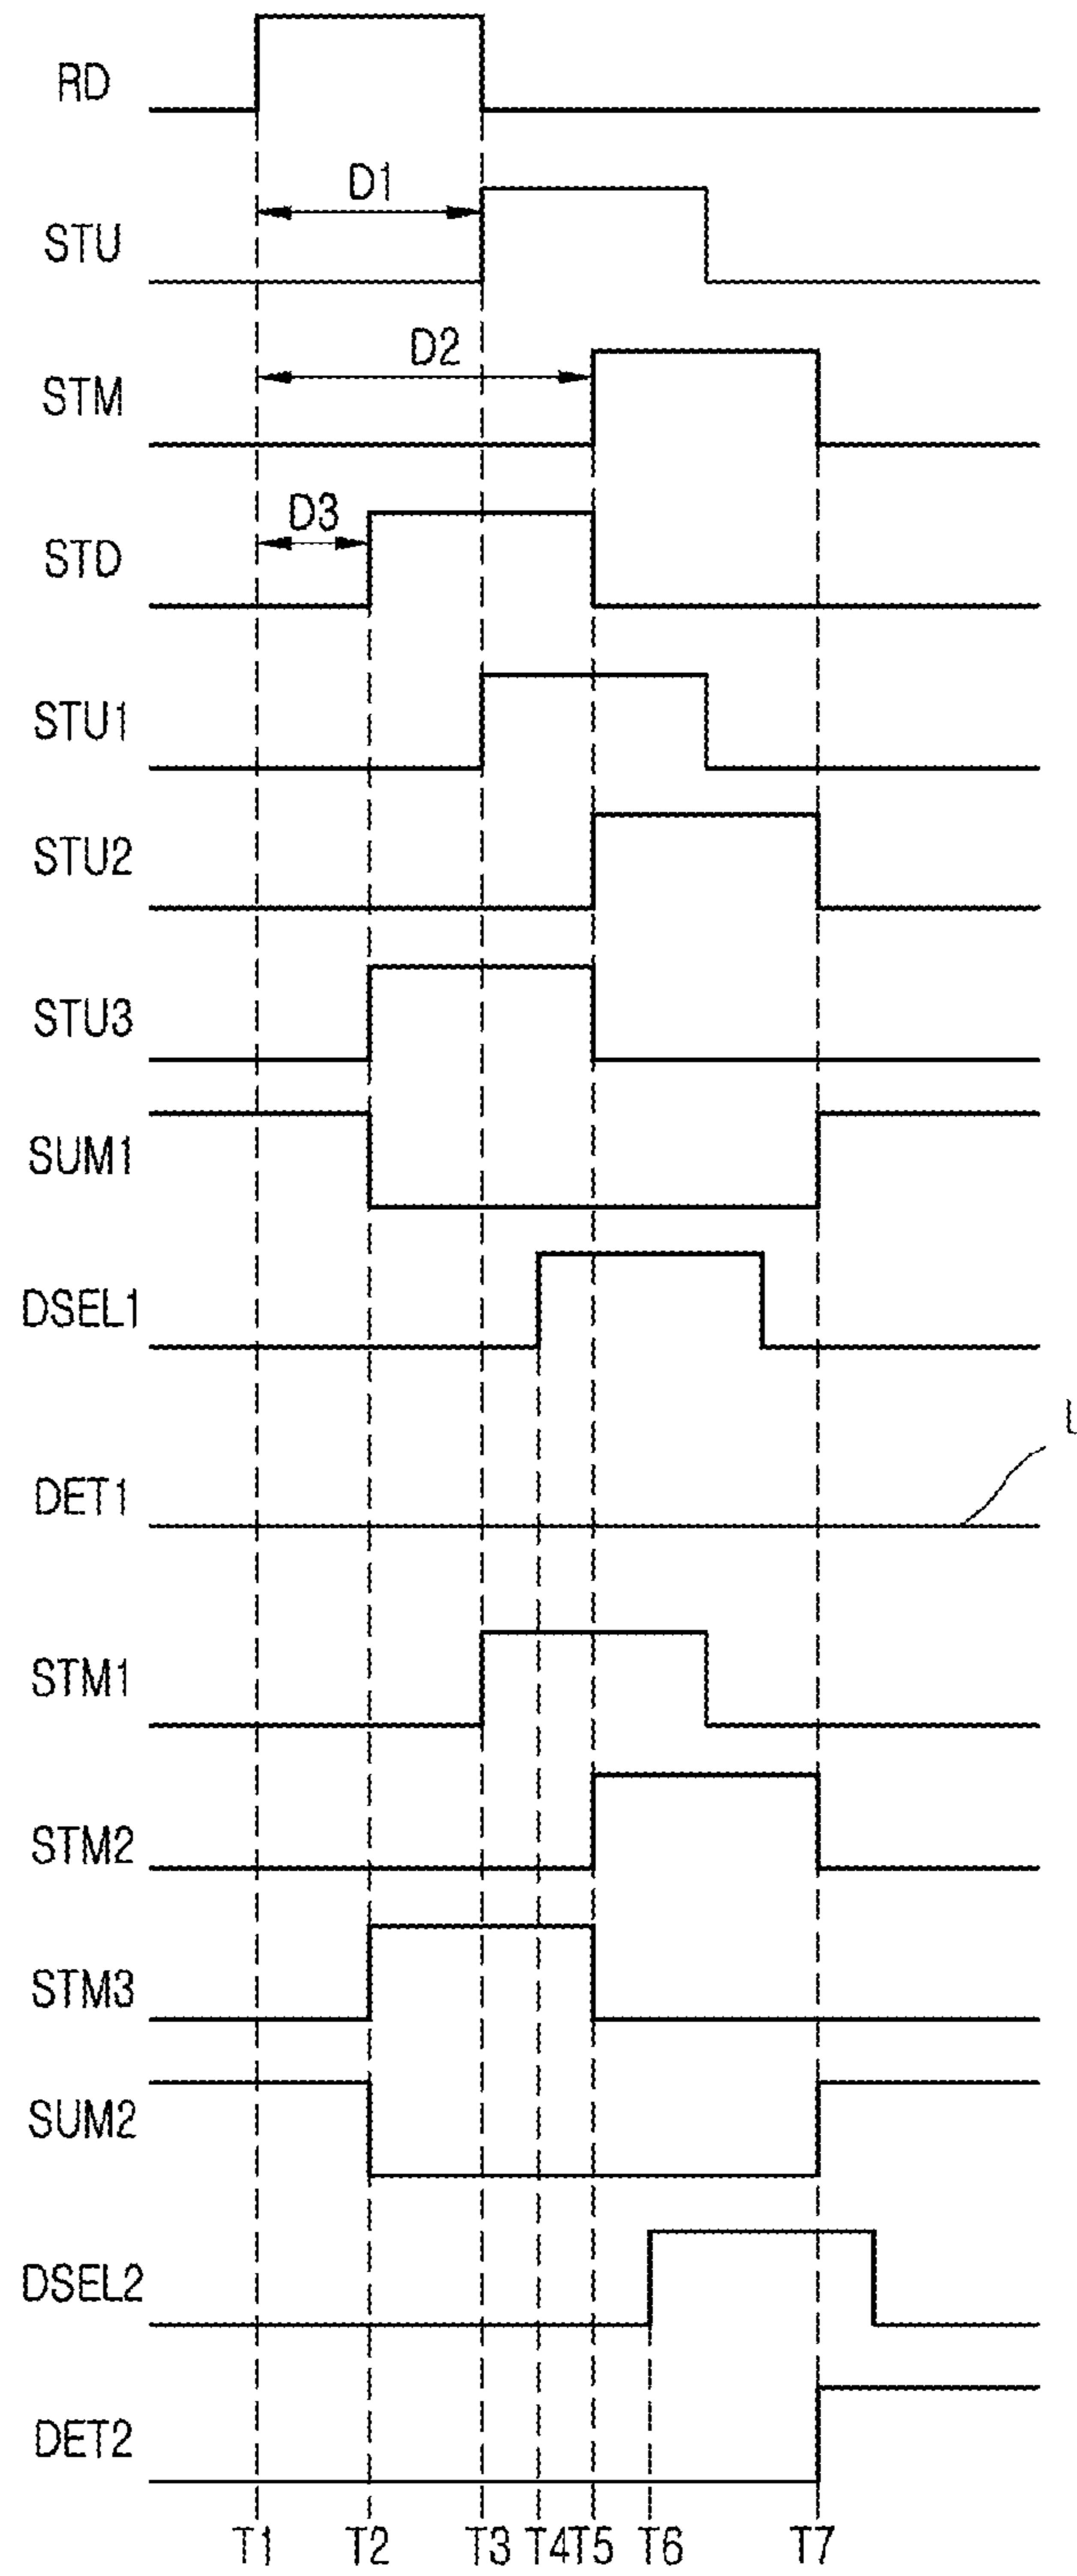 RD
D1
STU
D2
STM
D3
STD
STU1
STU2
STU3
SUM1
DSEL1
L
DET1
STM1
STM2
STM3
SUM2
DSEL2
DET2
T1 T2 T3 T4 T5 T6 T7